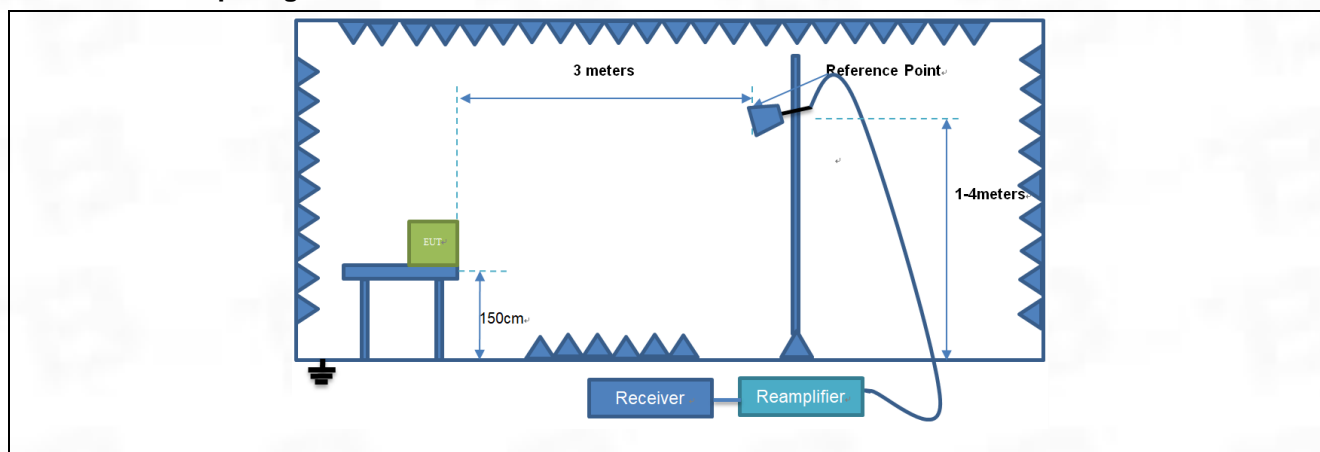 3 meters
Reference Point
1-4meters
EUT
150cm
Receiver
Reamplifier